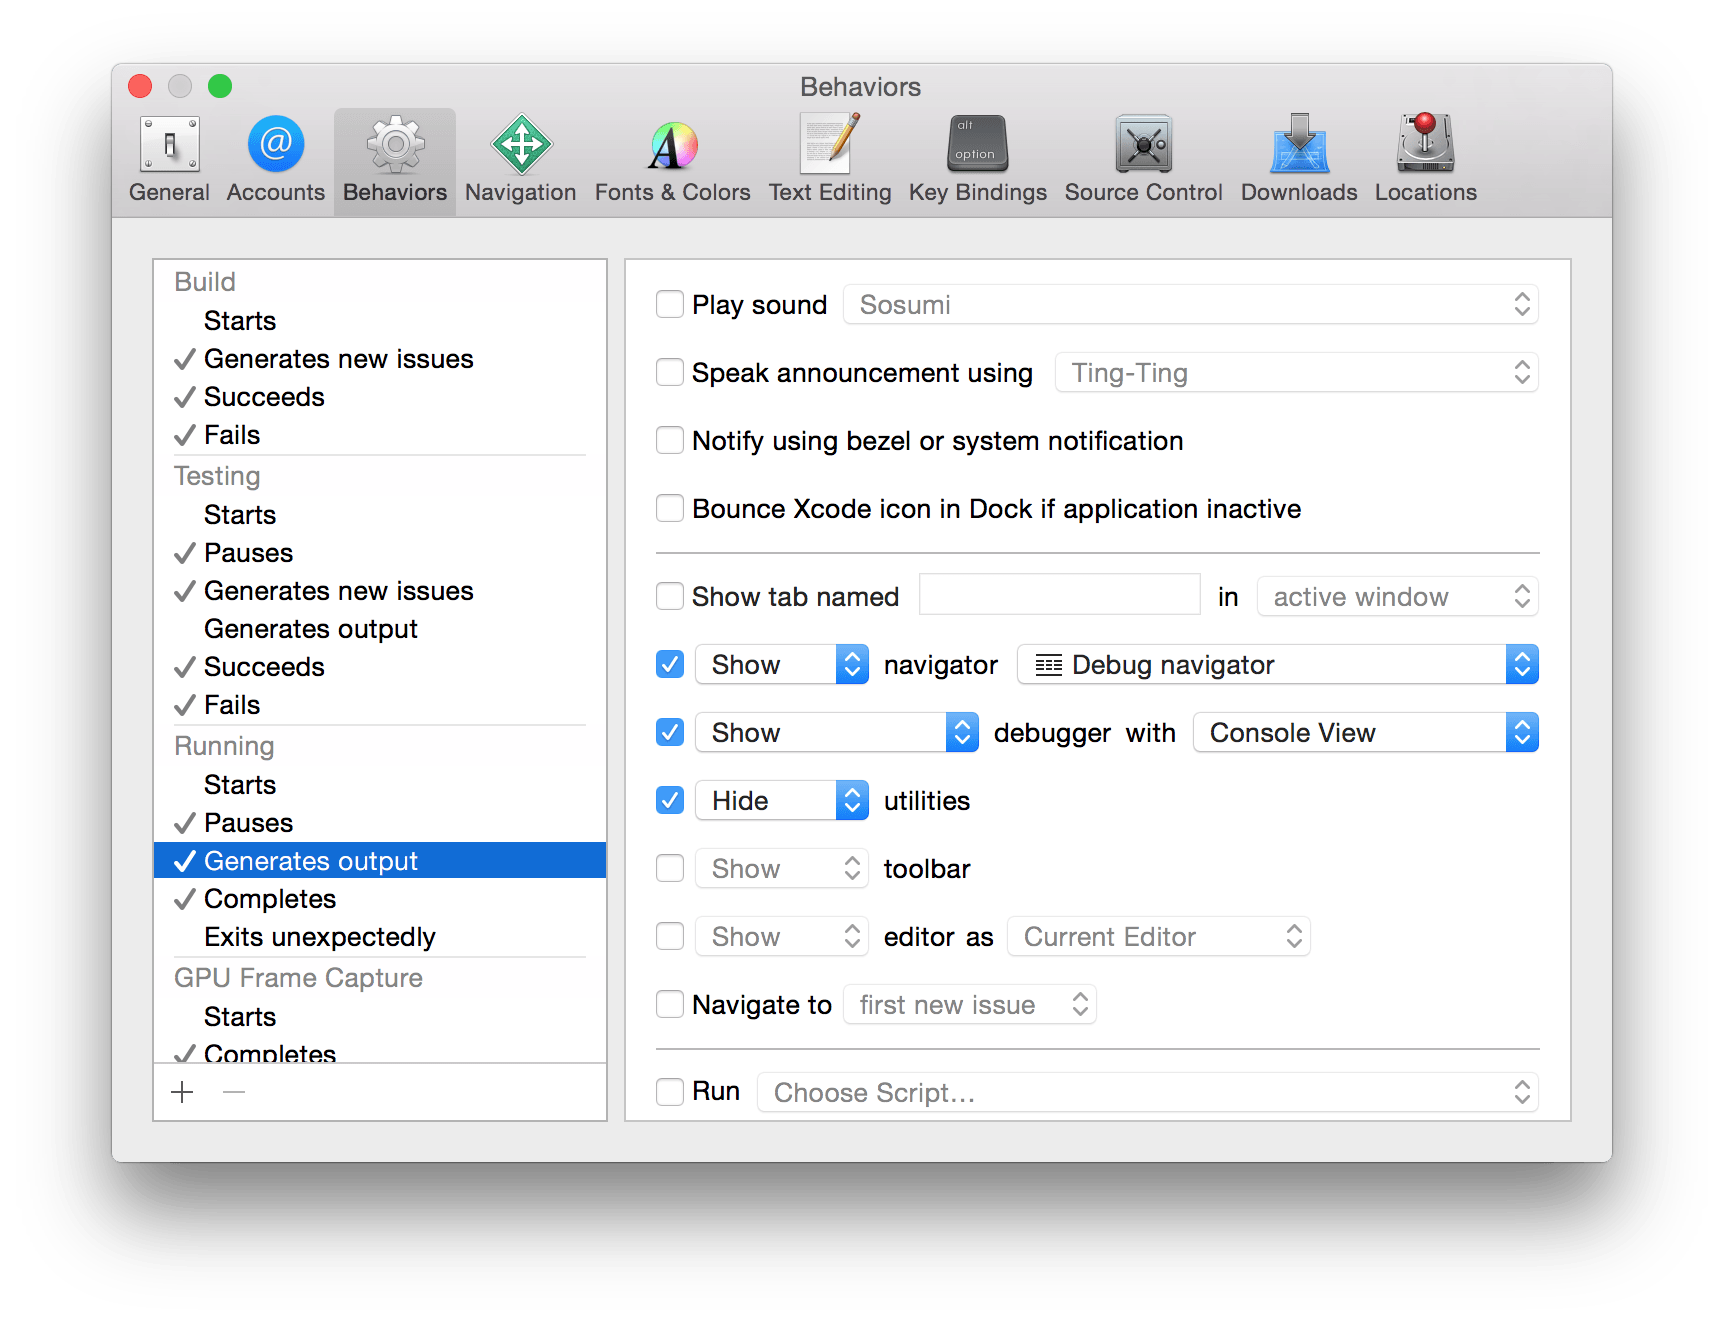 Behaviors
@
alt
option
General Accounts Behaviors Navigation Fonts & Colors Text Editing Key Bindings Source Control Downloads Locations
Build
Starts
Generates new issues
Succeeds
Fails
Testing
Starts
Pauses
Generates new issues
Generates output
Succeeds
Fails
Running
Starts
Pauses
Generates output
Completes
Exits unexpectedly
GPU Frame Capture
Starts
Completes
Play sound Sosumi
Speak announcement using Ting-Ting
Notify using bezel or system notification
Bounce Xcode icon in Dock if application inactive
Show tab named in active window
Show navigator Debug navigator
Show debugger with Console View
Hide utilities
Show toolbar
Show editor as Current Editor
Navigate to first new issue
Run Choose Script...